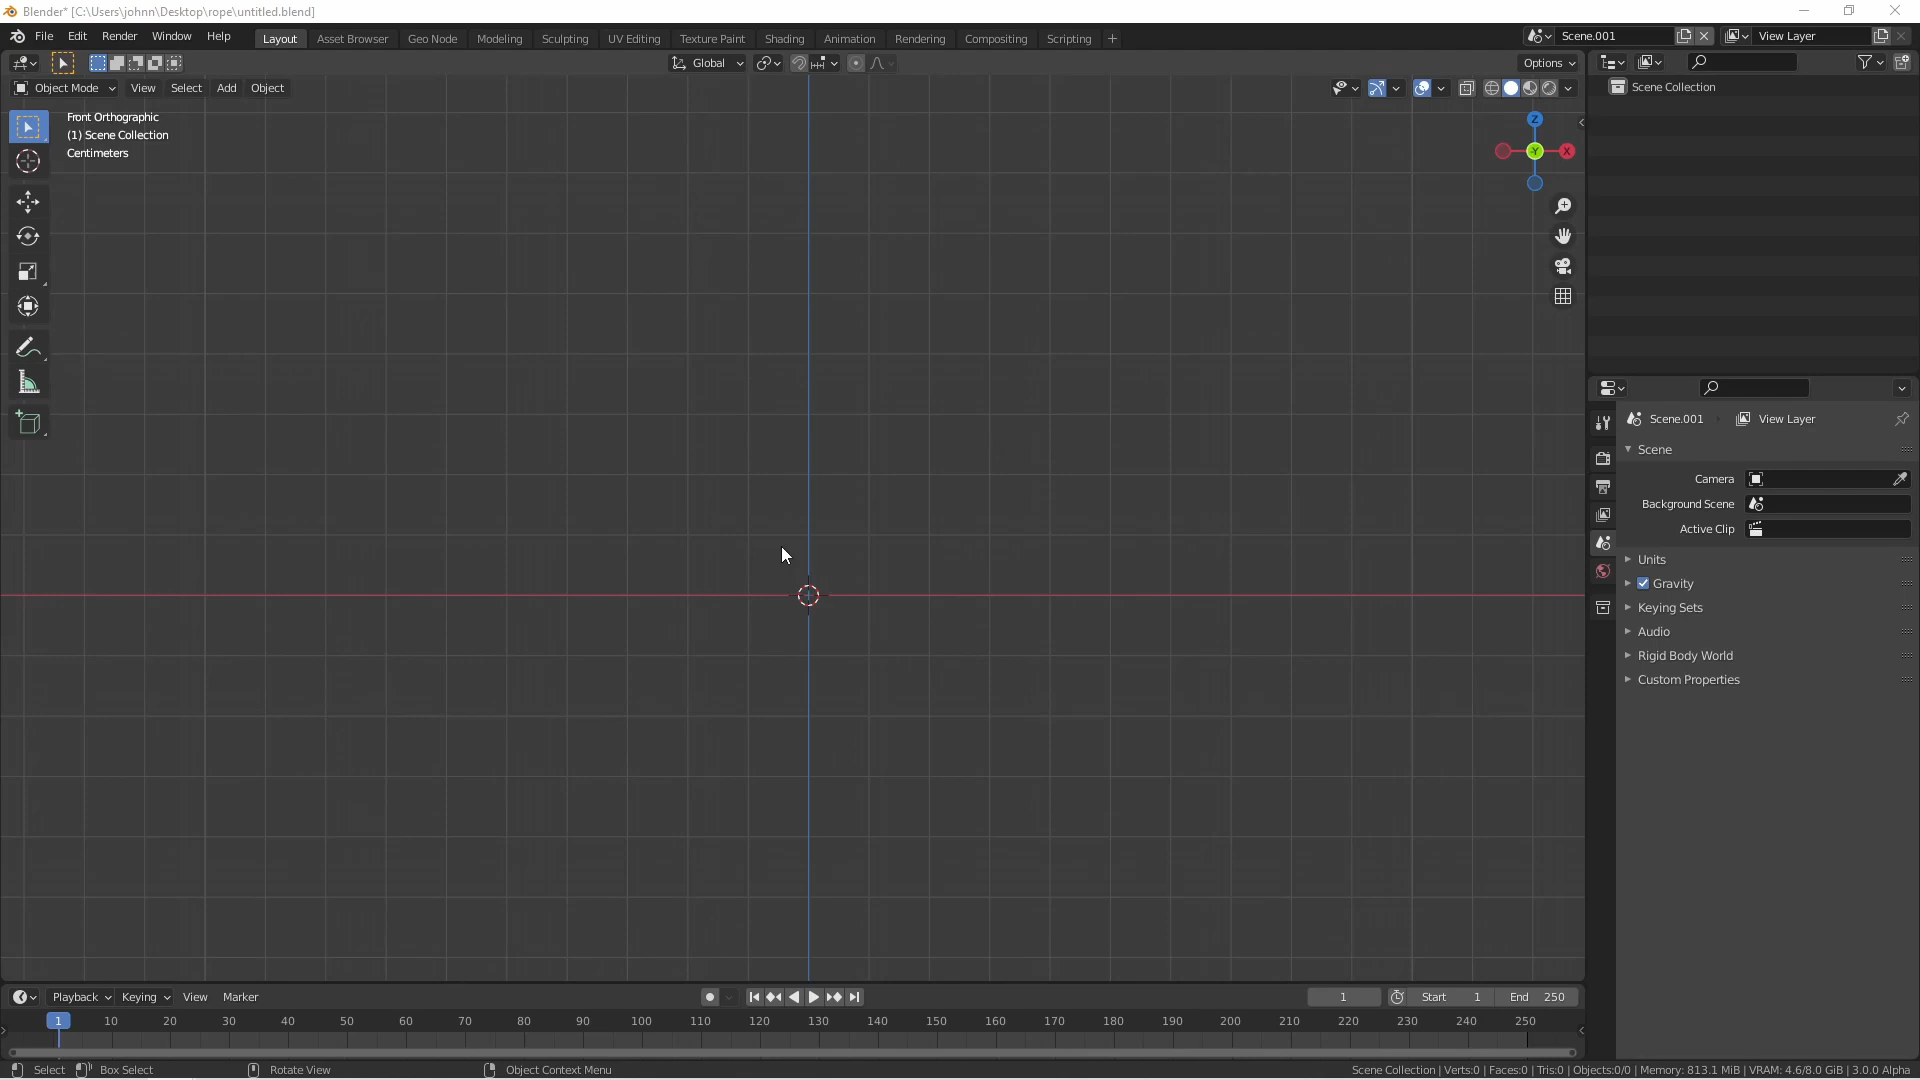 Blender* [C:\Users\johnn\Desktop\rope\untitled.blend]
File Edit Render Window Help Layout Asset Browser Geo Node Modeling Sculpting UV Editing Texture Paint Shading Animation Rendering Compositing Scripting + Scene.001 View Layer
Global Options
Object Mode View Select Add Object
Scene Collection
Front Orthographic
(1) Scene Collection
Centimeters
Z
Y X
Scene.001 View Layer
Scene
Camera
Background Scene
Active Clip
Units
Gravity
Keying Sets
Audio
Rigid Body World
Custom Properties
Playback Keying View Marker 1 Start 1 End 250
1 10 20 30 40 50 60 70 80 90 100 110 120 130 140 150 160 170 180 190 200 210 220 230 240 250
Select Box Select Rotate View Object Context Menu Scene Collection | Verts:0 | Faces:0 | Tris:0 | Objects:0/0 | Memory: 813.1 MiB | VRAM: 4.6/8.0 GiB | 3.0.0 Alpha